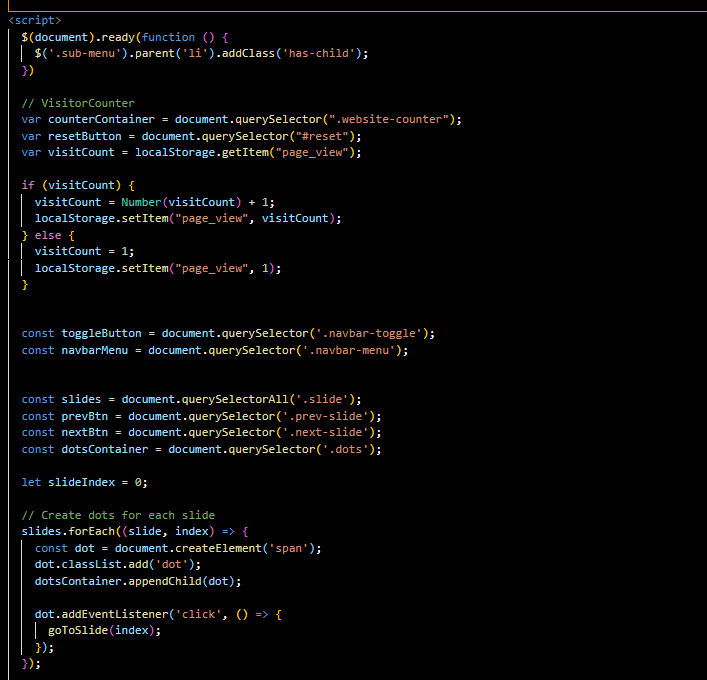 <script>
$(document).ready(function () {
$('.sub-menu').parent('li').addClass('has-child');
})
// VisitorCounter
var counterContainer = document.querySelector(".website-counter");
var resetButton = document.querySelector("#reset");
var visitCount = localStorage.getItem("page_view");
if (visitCount) {
visitCount = Number(visitCount) + 1;
localStorage.setItem("page_view", visitCount);
} else {
visitCount = 1;
localStorage.setItem("page_view", 1);
}
const toggleButton = document.querySelector('.navbar-toggle');
const navbarMenu = document.querySelector('.navbar-menu');
const slides = document.querySelectorAll('.slide');
const prevBtn = document.querySelector('.prev-slide');
const nextBtn = document.querySelector('.next-slide');
const dotsContainer = document.querySelector('.dots');
let slideIndex = 0;
// Create dots for each slide
slides.forEach((slide, index) => {
const dot = document.createElement('span');
dot.classList.add('dot');
dotsContainer.appendChild(dot);
dot.addEventListener('click', () => {
goToSlide(index);
});
});